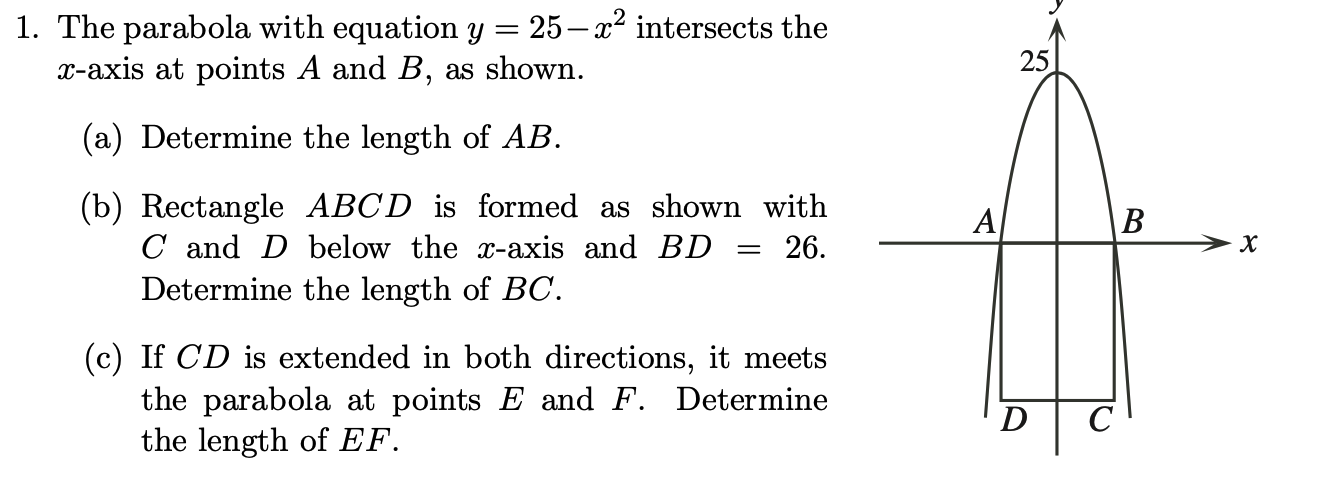 1. The parabola with equation y = 25−x² intersects the
x-axis at points A and B, as shown.
(a) Determine the length of AB.
(b) Rectangle ABCD is formed as shown with
C and D below the x-axis and BD = 26.
Determine the length of BC.
(c) If CD is extended in both directions, it meets
the parabola at points E and F. Determine
the length of EF.
y
25
A B
x
D C